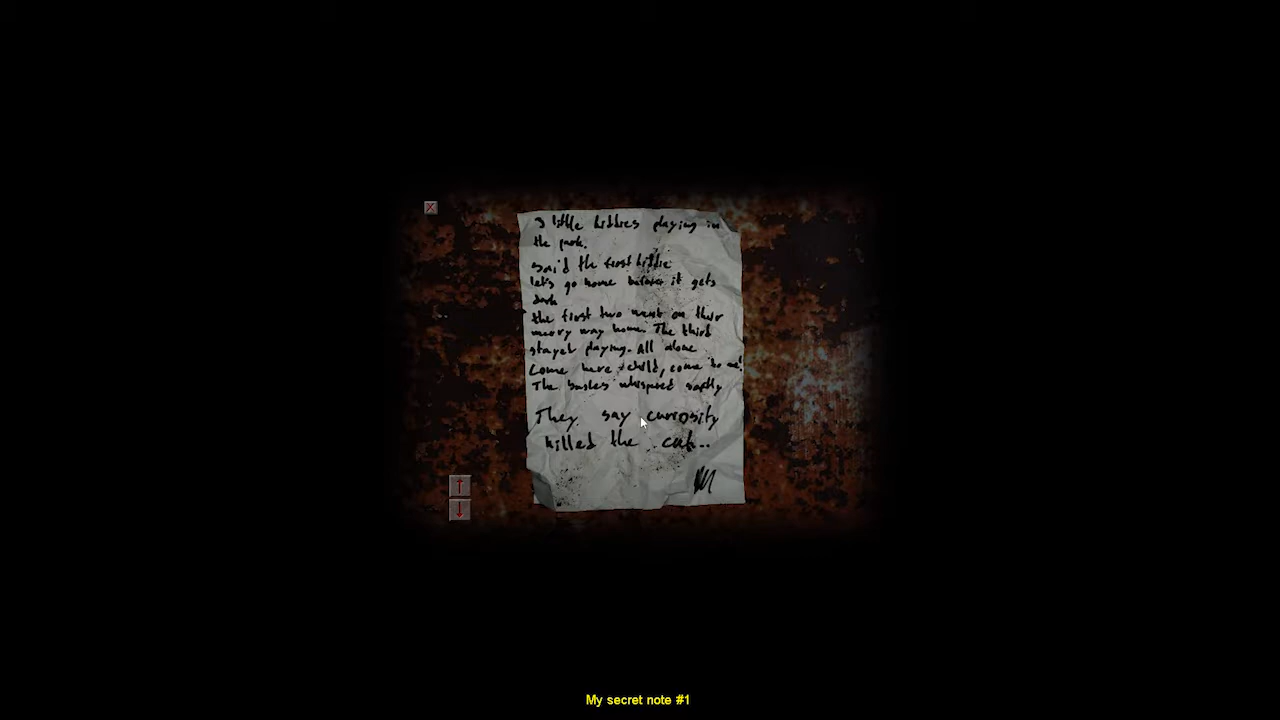 3 little kiddies playing in
the park.
said the first kiddie
let's go home before it gets
dark
the first two went on their
merry way home. The third
stayet playing. All alone
Come here child, come to me!
The bushes whispered softly
They say curiosity
killed the cat...
My secret note #1